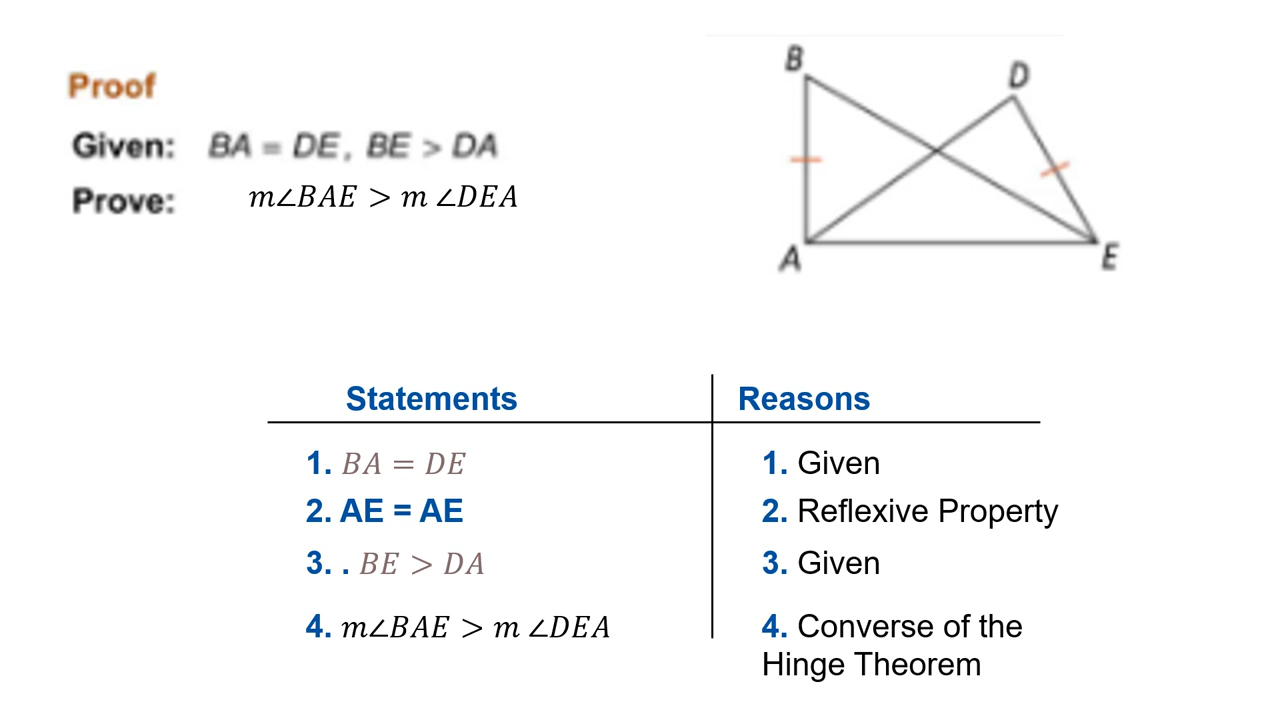 Proof
Given: BA = DE, BE > DA
Prove: m∠BAE > m ∠DEA
B
D
A
E
Statements Reasons
1. BA = DE 1. Given
2. AE = AE 2. Reflexive Property
3. . BE > DA 3. Given
4. m∠BAE > m ∠DEA 4. Converse of the
Hinge Theorem